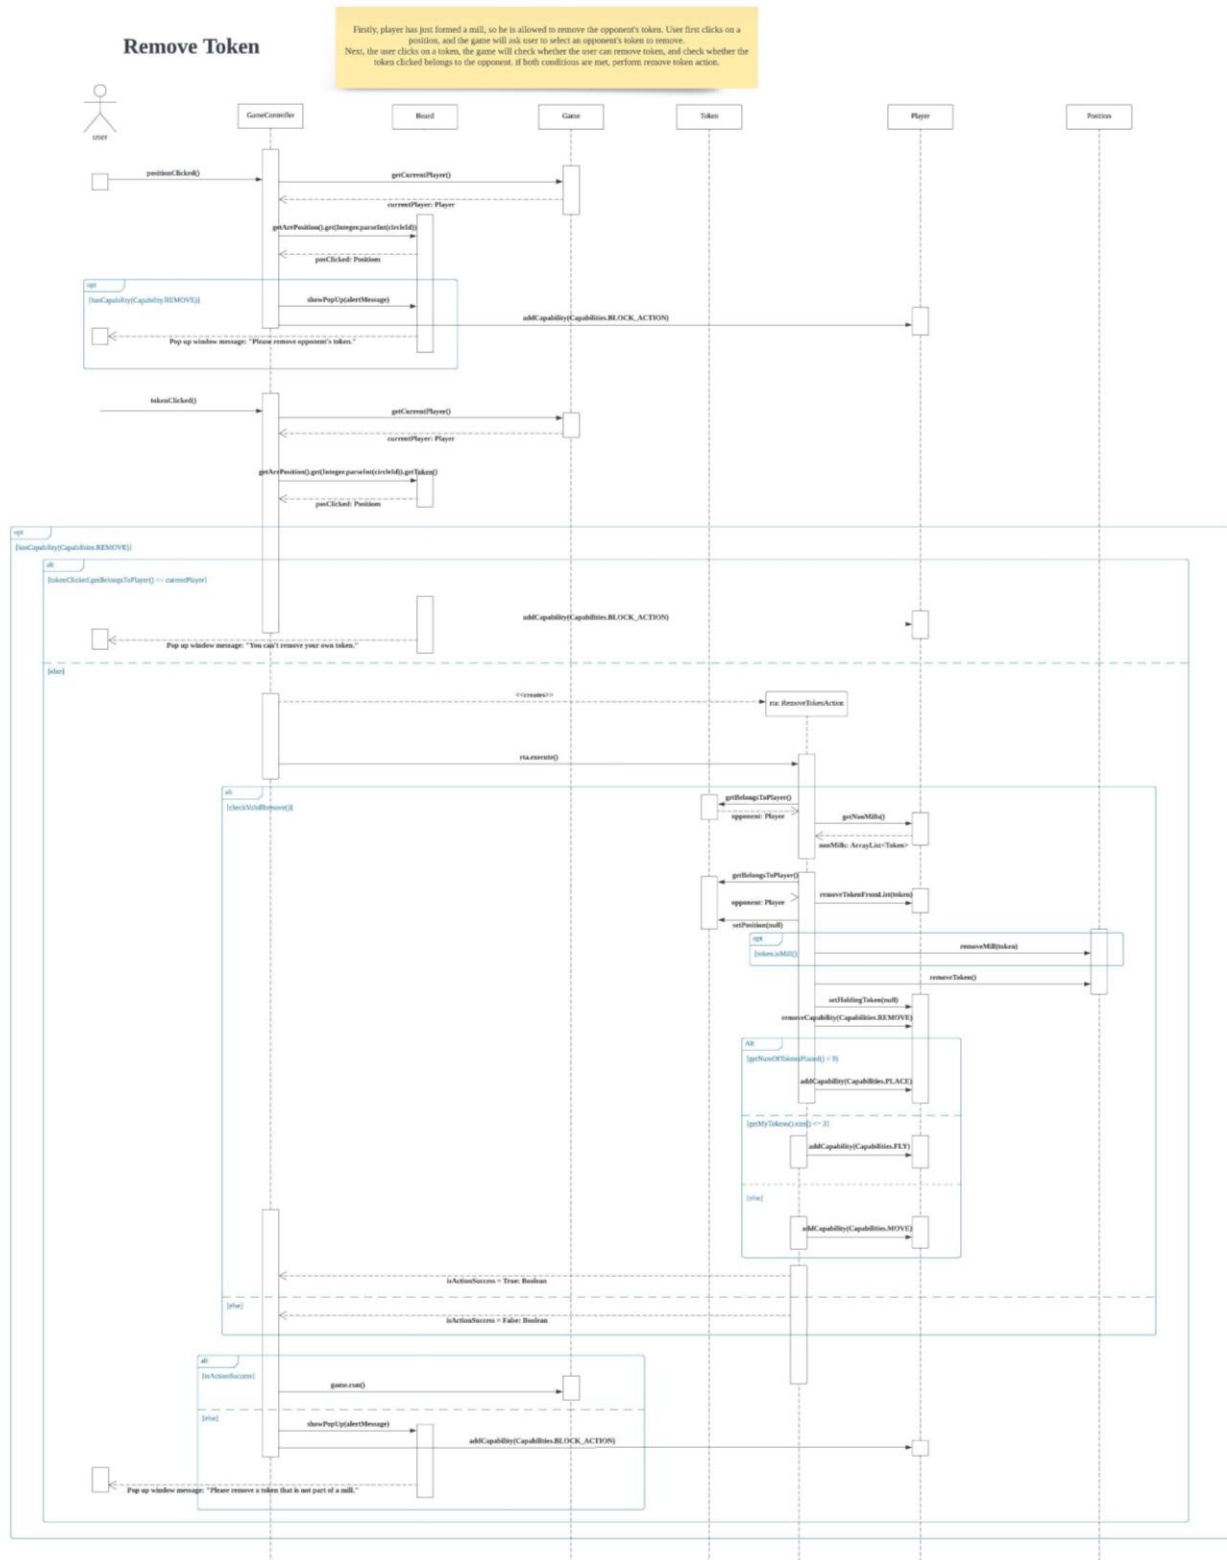 Remove Token
Firstly, player has just formed a mill, so he is allowed to remove the opponent's token. User first clicks on a
position, and the game will ask user to select an opponent's token to remove.
Next, the user clicks on a token, the game will check whether the user can remove token, and check whether the
token clicked belongs to the opponent. if both conditions are met, perform remove token action.
user
GameController
Board
Game
Token
Player
Position
positionClicked()
getCurrentPlayer()
currentPlayer: Player
getArrPosition().get(Integer.parseInt(circleId))
posClicked: Position
opt
[hasCapability(Capability.REMOVE)]
showPopUp(alertMessage)
addCapability(Capabilities.BLOCK_ACTION)
Pop up window message: "Please remove opponent's token."
tokenClicked()
getCurrentPlayer()
currentPlayer: Player
getArrPosition().get(Integer.parseInt(circleId)).getToken()
posClicked: Position
opt
[hasCapability(Capabilities.REMOVE)]
alt
[tokenClicked.getBelongsToPlayer() == currentPlayer]
addCapability(Capabilities.BLOCK_ACTION)
Pop up window message: "You can't remove your own token."
[else]
<<creates>>
rta: RemoveTokenAction
rta.execute()
alt
[checkValidRemove()]
getBelongsToPlayer()
opponent: Player
getNonMills()
nonMills: ArrayList<Token>
getBelongsToPlayer()
removeTokenFromList(token)
opponent: Player
setPosition(null)
opt
[token.isMill()]
removeMill(token)
removeToken()
setHoldingToken(null)
removeCapability(Capabilities.REMOVE)
Alt
[getNumOfTokensPlaced() < 9]
addCapability(Capabilities.PLACE)
[getMyTokens().size() <= 3]
addCapability(Capabilities.FLY)
[else]
addCapability(Capabilities.MOVE)
isActionSuccess = True: Boolean
[else]
isActionSuccess = False: Boolean
alt
[isActionSuccess]
game.run()
[else]
showPopUp(alertMessage)
addCapability(Capabilities.BLOCK_ACTION)
Pop up window message: "Please remove a token that is not part of a mill."